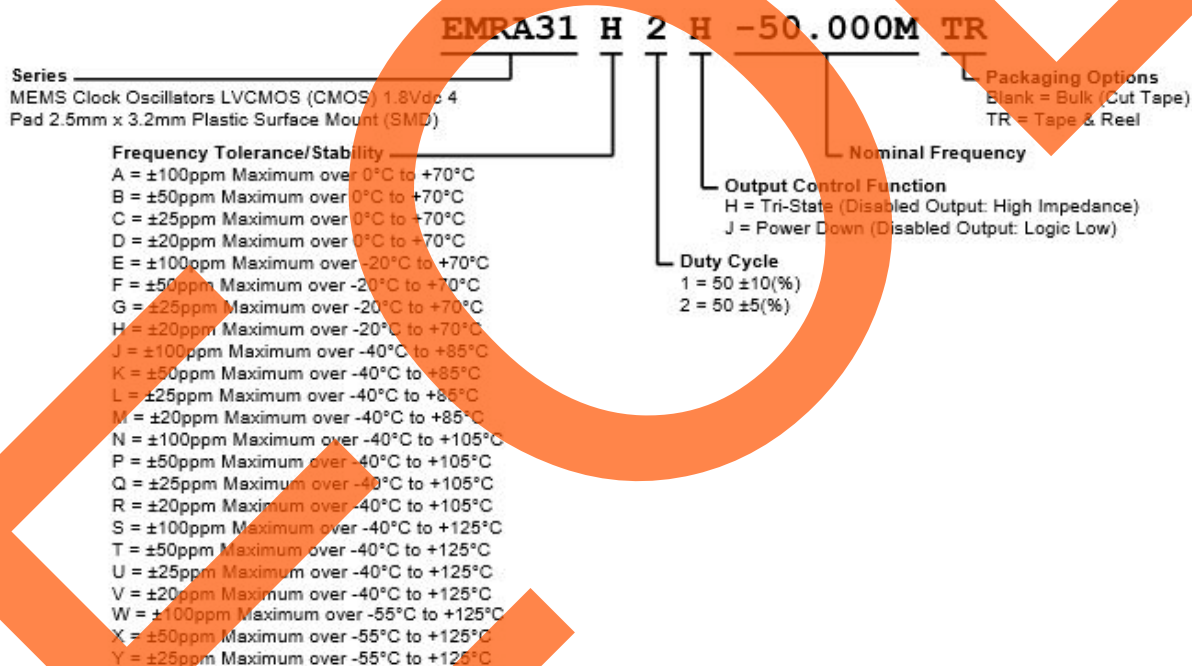 EMRA31 H 2 H -50.000M TR
Series
MEMS Clock Oscillators LVCMOS (CMOS) 1.8Vdc 4
Pad 2.5mm x 3.2mm Plastic Surface Mount (SMD)
Frequency Tolerance/Stability
A = ±100ppm Maximum over 0°C to +70°C
B = ±50ppm Maximum over 0°C to +70°C
C = ±25ppm Maximum over 0°C to +70°C
D = ±20ppm Maximum over 0°C to +70°C
E = ±100ppm Maximum over -20°C to +70°C
F = ±50ppm Maximum over -20°C to +70°C
G = ±25ppm Maximum over -20°C to +70°C
H = ±20ppm Maximum over -20°C to +70°C
J = ±100ppm Maximum over -40°C to +85°C
K = ±50ppm Maximum over -40°C to +85°C
L = ±25ppm Maximum over -40°C to +85°C
M = ±20ppm Maximum over -40°C to +85°C
N = ±100ppm Maximum over -40°C to +105°C
P = ±50ppm Maximum over -40°C to +105°C
Q = ±25ppm Maximum over -40°C to +105°C
R = ±20ppm Maximum over -40°C to +105°C
S = ±100ppm Maximum over -40°C to +125°C
T = ±50ppm Maximum over -40°C to +125°C
U = ±25ppm Maximum over -40°C to +125°C
V = ±20ppm Maximum over -40°C to +125°C
W = ±100ppm Maximum over -55°C to +125°C
X = ±50ppm Maximum over -55°C to +125°C
Y = ±25ppm Maximum over -55°C to +125°C
Duty Cycle
1 = 50 ±10(%)
2 = 50 ±5(%)
Output Control Function
H = Tri-State (Disabled Output: High Impedance)
J = Power Down (Disabled Output: Logic Low)
Nominal Frequency
Packaging Options
Blank = Bulk (Cut Tape)
TR = Tape & Reel